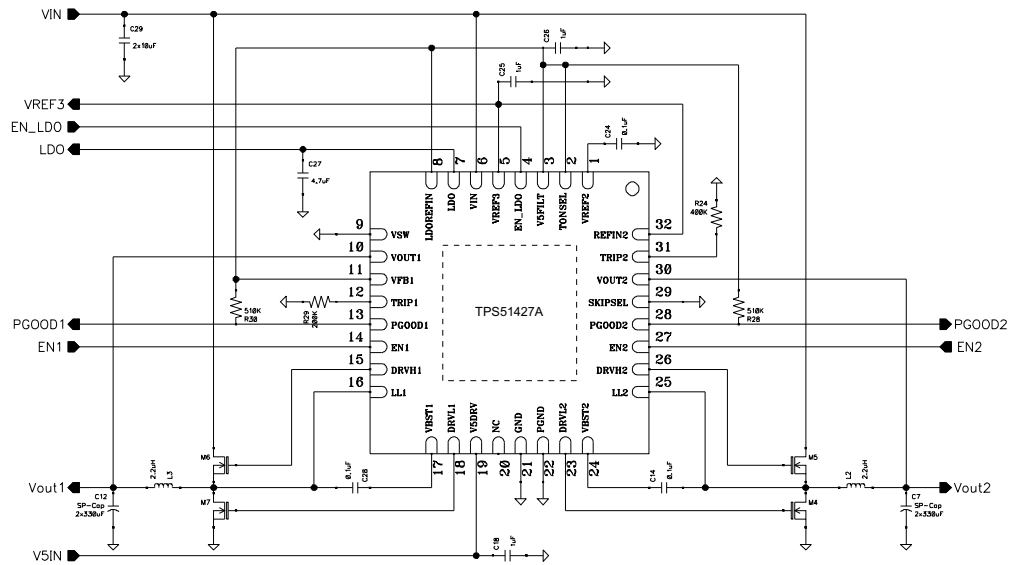 VIN
C29
2x10uF
C26
1uF
C25
1uF
VREF3
EN_LDO
LDO
C24
0.1uF
C27
4.7uF
8 7 6 5 4 3 2 1
LDOREFIN
LDO
VIN
VREF3
EN_LDO
V5FILT
TONSEL
VREF2
R24
400K
9 VSW
10 VOUT1
11 VFB1
12 TRIP1
13 PGOOD1
14 EN1
15 DRVH1
16 LL1
REFIN2 32
TRIP2 31
VOUT2 30
SKIPSEL 29
PGOOD2 28
EN2 27
DRVH2 26
LL2 25
TPS51427A
510K
R30
R29
200K
510K
R28
PGOOD1
EN1
PGOOD2
EN2
VBST1
DRVL1
V5DRV
NC
GND
PGND
DRVL2
VBST2
17 18 19 20 21 22 23 24
M6
M5
2.2uH L3
0.1uF
C28
C14
0.1uF
L2 2.2uH
Vout1
Vout2
C12
SP-Cap
2x330uF
M7
M4
C7
SP-Cap
2x330uF
V5IN
C18
1uF